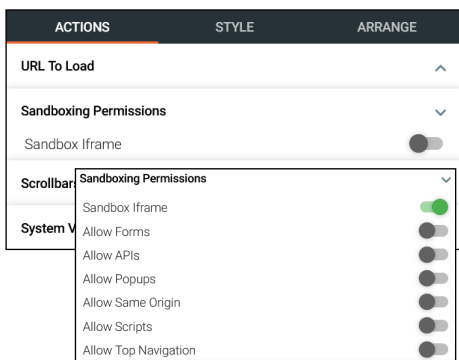 ACTIONS STYLE ARRANGE
URL To Load
Sandboxing Permissions
Sandbox Iframe
Scrollbars
System V
Sandboxing Permissions
Sandbox Iframe
Allow Forms
Allow APIs
Allow Popups
Allow Same Origin
Allow Scripts
Allow Top Navigation